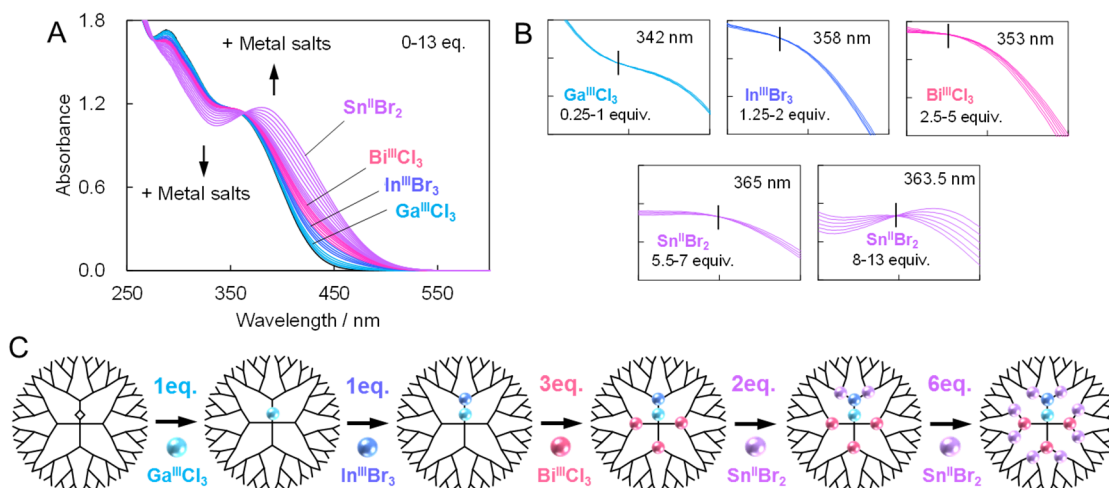 A
1.8
1.2
0.6
0.0
Absorbance
250
350
450
550
Wavelength / nm
+ Metal salts
0-13 eq.
Sn^IIBr₂
Bi^IIICl₃
In^IIIBr₃
Ga^IIICl₃
+ Metal salts
B
342 nm
Ga^IIICl₃
0.25-1 equiv.
358 nm
In^IIIBr₃
1.25-2 equiv.
353 nm
Bi^IIICl₃
2.5-5 equiv.
365 nm
Sn^IIBr₂
5.5-7 equiv.
363.5 nm
Sn^IIBr₂
8-13 equiv.
C
1eq.
Ga^IIICl₃
1eq.
In^IIIBr₃
3eq.
Bi^IIICl₃
2eq.
Sn^IIBr₂
6eq.
Sn^IIBr₂